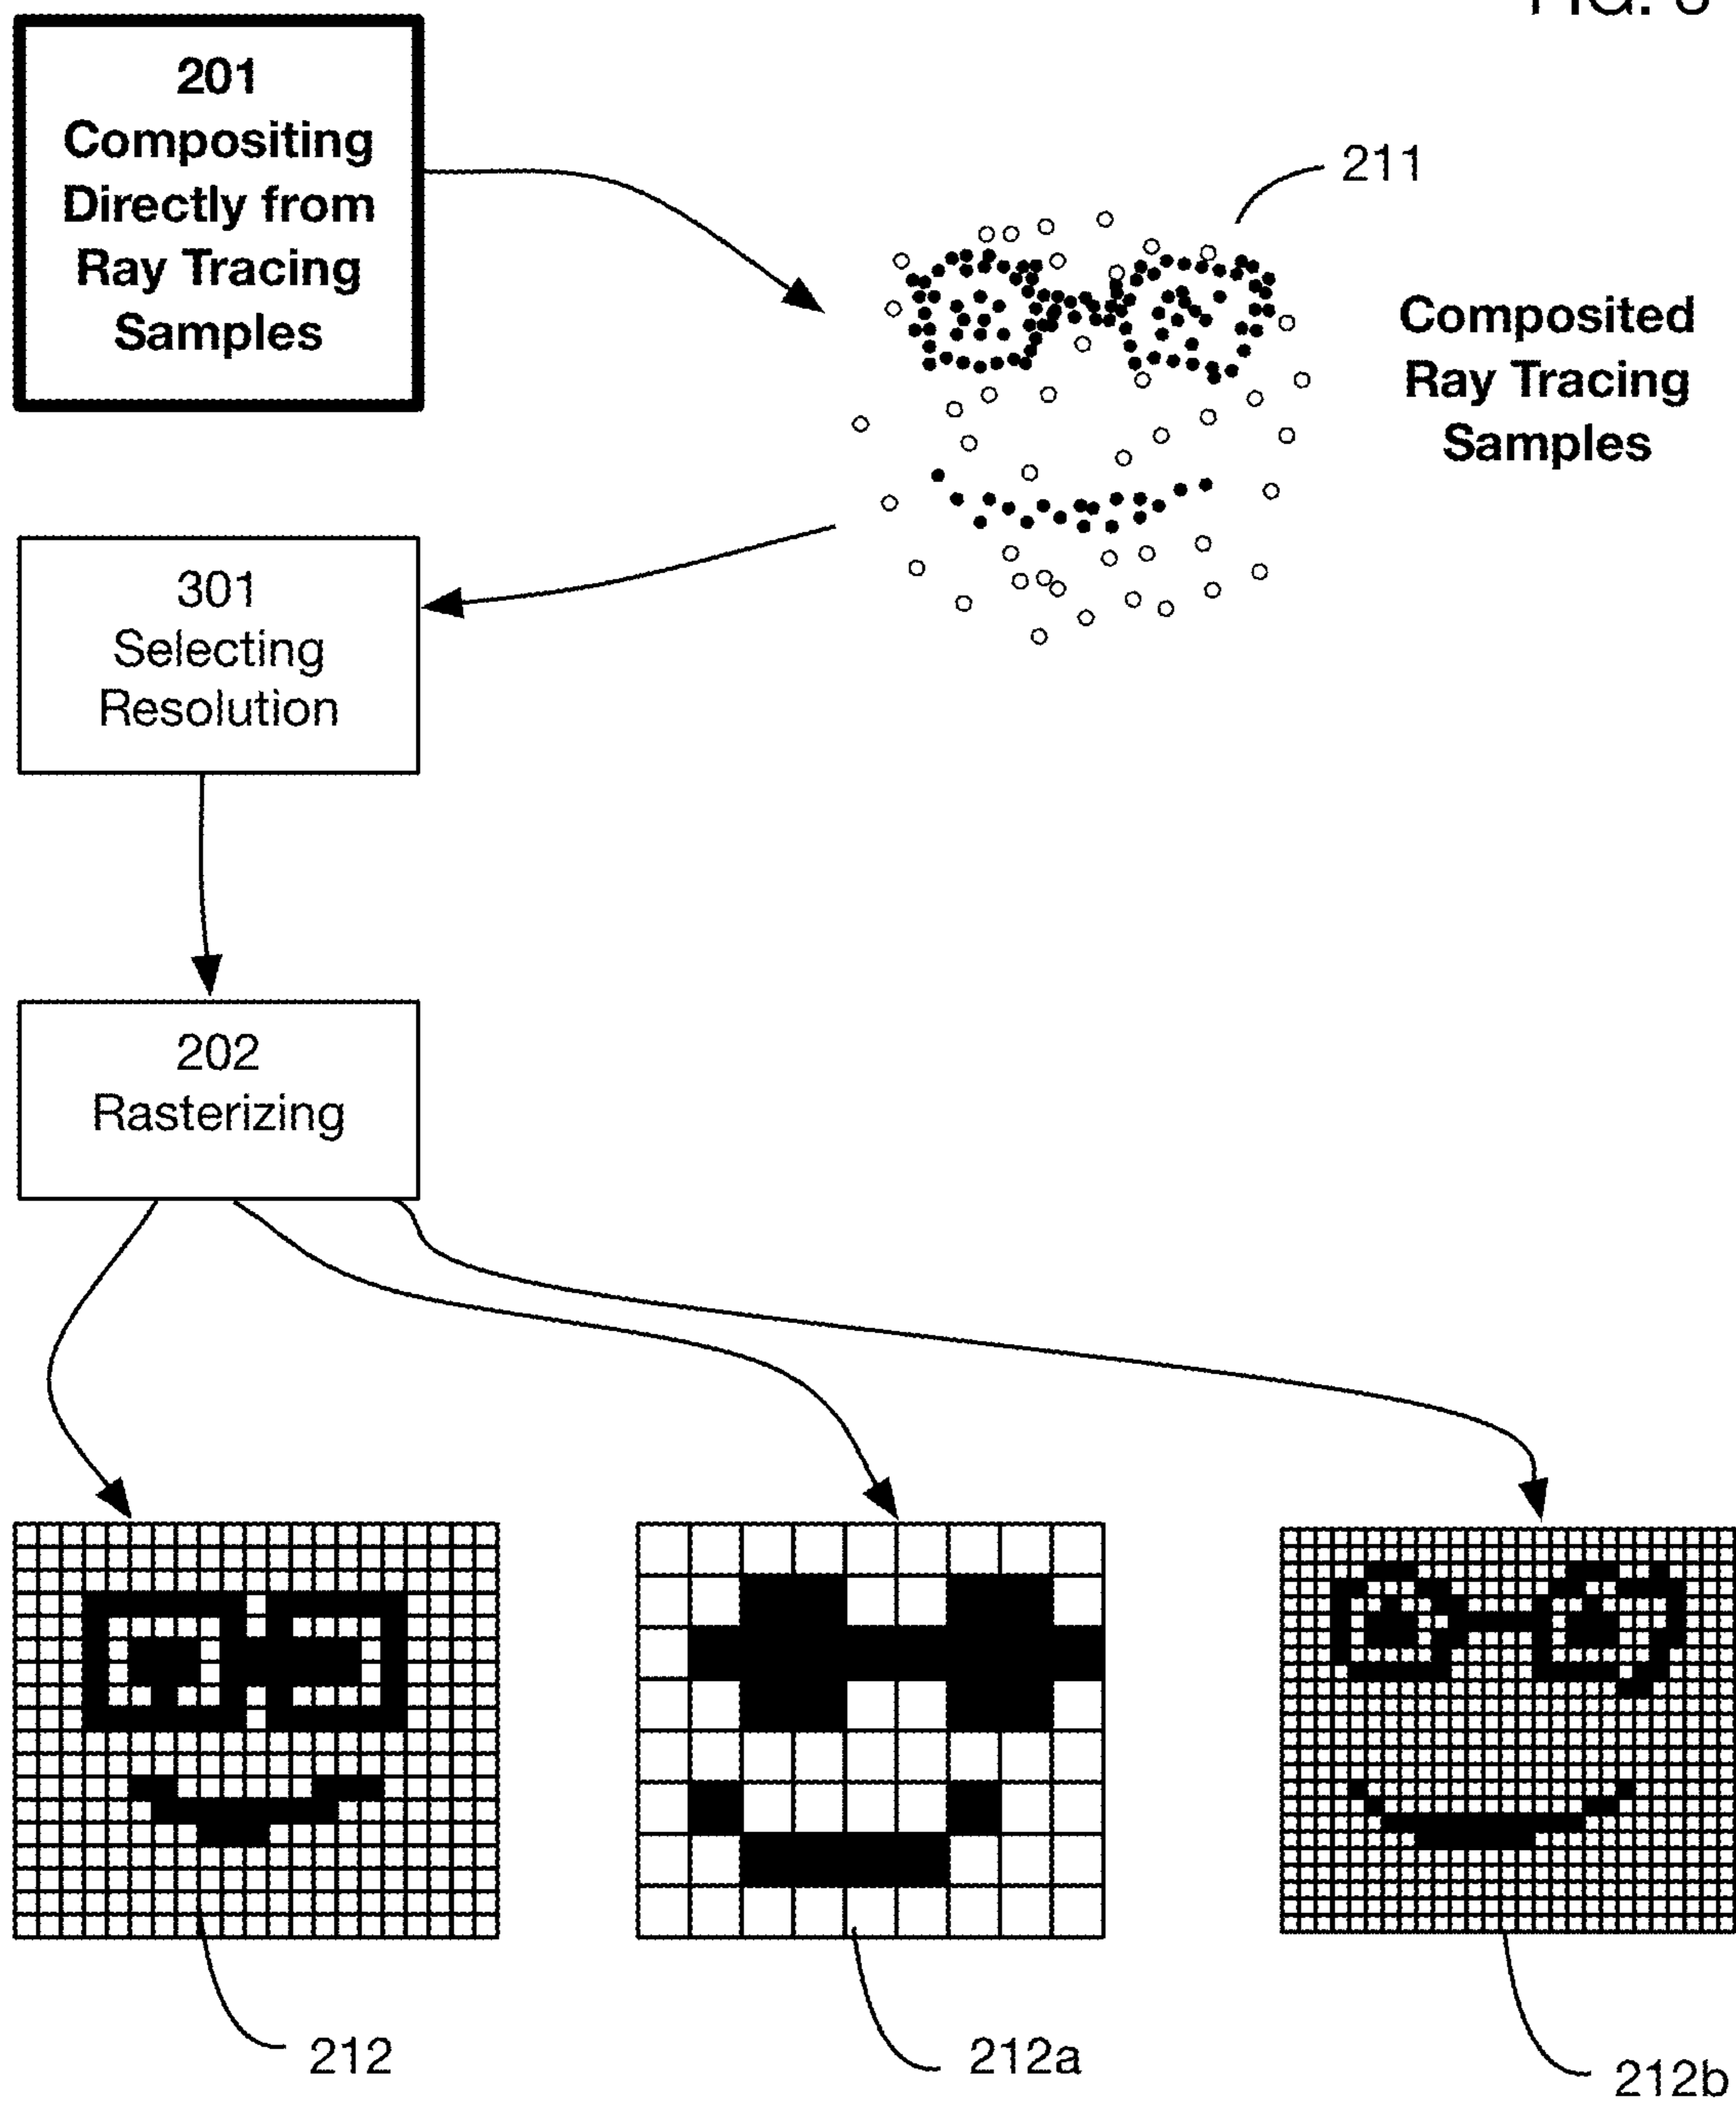 201
Compositing
Directly from
Ray Tracing
Samples
211
Composited
Ray Tracing
Samples
301
Selecting
Resolution
202
Rasterizing
212
212a
212b